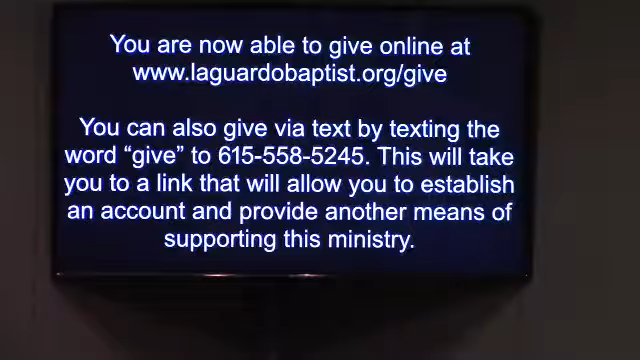 You are now able to give online at
www.laguardobaptist.org/give
You can also give via text by texting the
word “give” to 615-558-5245. This will take
you to a link that will allow you to establish
an account and provide another means of
supporting this ministry.